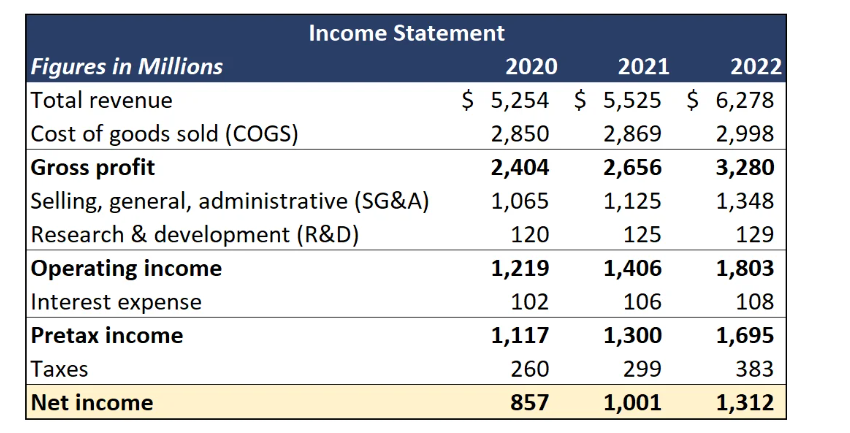 Income Statement
Figures in Millions 2020 2021 2022
Total revenue $ 5,254 $ 5,525 $ 6,278
Cost of goods sold (COGS) 2,850 2,869 2,998
Gross profit 2,404 2,656 3,280
Selling, general, administrative (SG&A) 1,065 1,125 1,348
Research & development (R&D) 120 125 129
Operating income 1,219 1,406 1,803
Interest expense 102 106 108
Pretax income 1,117 1,300 1,695
Taxes 260 299 383
Net income 857 1,001 1,312